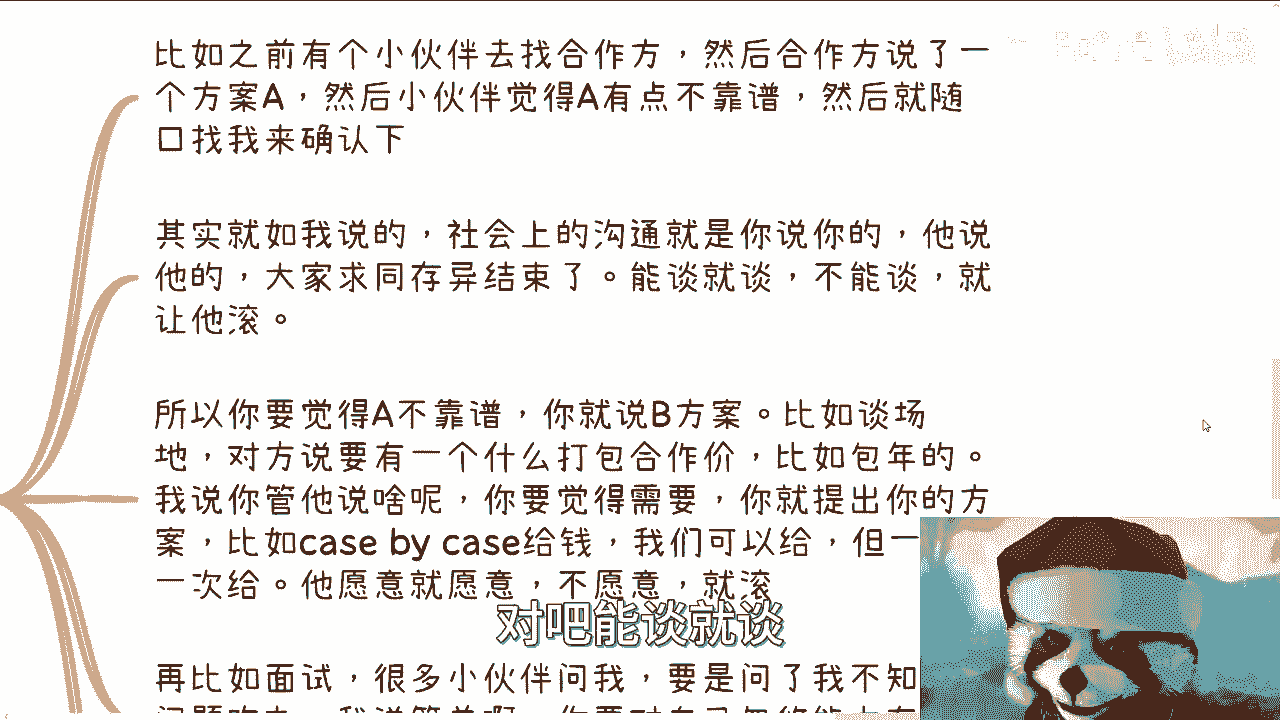 比如之前有个小伙伴去找合作方，然后合作方说了一
个方案A，然后小伙伴觉得A有点不靠谱，然后就随
口找我来确认下
其实就如我说的，社会上的沟通就是你说你的，他说
他的，大家求同存异结束了。能谈就谈，不能谈，就
让他滚。
所以你要觉得A不靠谱，你就说B方案。比如谈场
地，对方说要有一个什么打包合作价，比如包年的。
我说你管他说啥呢，你要觉得需要，你就提出你的方
案，比如case by case给钱，我们可以给，但一
一次给。他愿意就愿意，不愿意，就滚
对吧能谈就谈
再比如面试，很多小伙伴问我，要是问了我不知